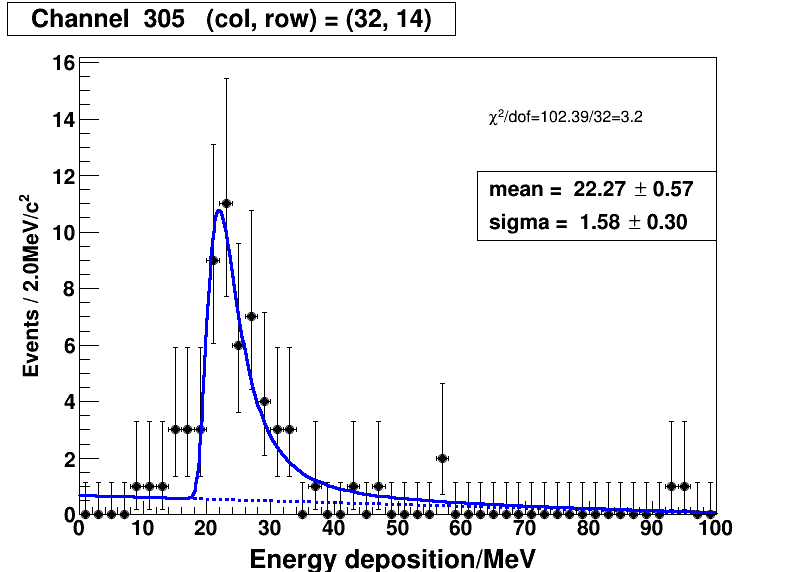 Channel  305   (col, row) = (32, 14)
16
14
12
10
8
6
4
2
0
Events / 2.0MeV/c²
χ²/dof=102.39/32=3.2
mean =  22.27 ± 0.57
sigma =  1.58 ± 0.30
0 10 20 30 40 50 60 70 80 90 100
Energy deposition/MeV